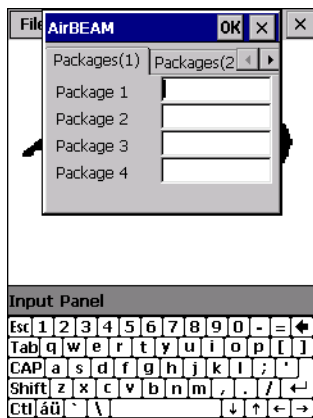 File
AirBEAM OK ×
×
Packages(1) Packages(2
Package 1
Package 2
Package 3
Package 4
Input Panel
Esc 1 2 3 4 5 6 7 8 9 0 - =
Tab q w e r t y u i o p [ ]
CAP a s d f g h j k l ; '
Shift z x c v b n m , . /
Ctl áü ` \ ↓ ↑ ← →